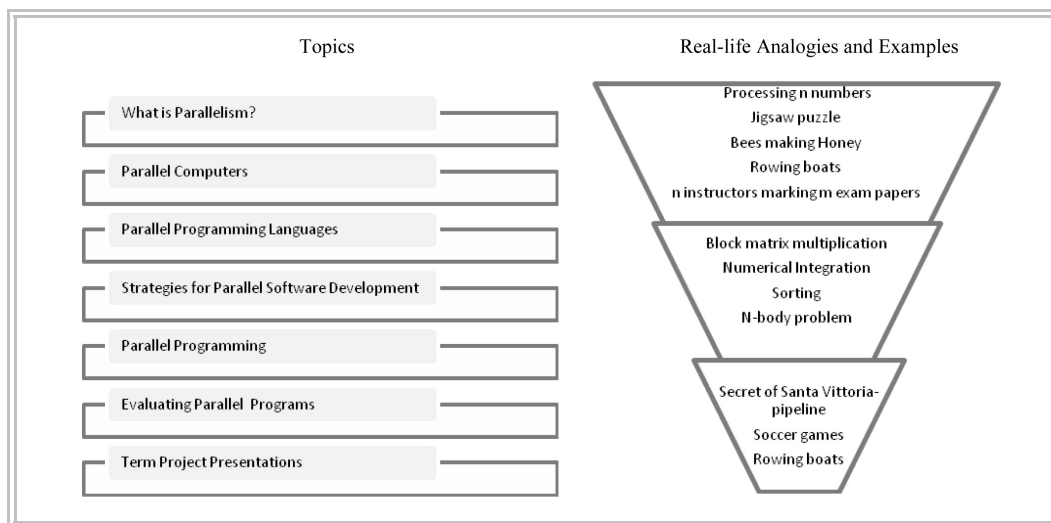 Topics
What is Parallelism?
Parallel Computers
Parallel Programming Languages
Strategies for Parallel Software Development
Parallel Programming
Evaluating Parallel Programs
Term Project Presentations
Real-life Analogies and Examples
Processing n numbers
Jigsaw puzzle
Bees making Honey
Rowing boats
n instructors marking m exam papers
Block matrix multiplication
Numerical Integration
Sorting
N-body problem
Secret of Santa Vittoria-
pipeline
Soccer games
Rowing boats